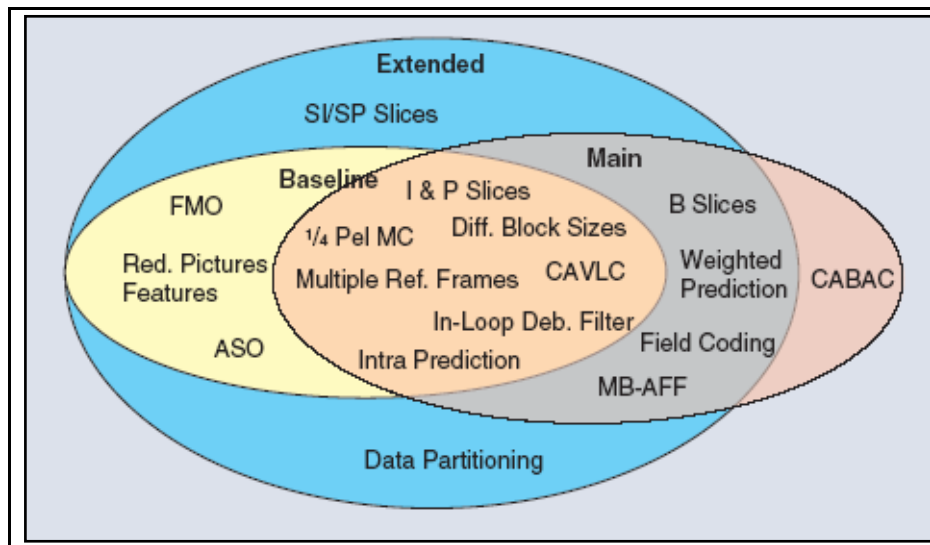 Extended
SI/SP Slices
Main
Baseline
I & P Slices
FMO
B Slices
¼ Pel MC
Diff. Block Sizes
Red. Pictures
Features
Multiple Ref. Frames
CAVLC
Weighted
Prediction
CABAC
In-Loop Deb. Filter
ASO
Intra Prediction
Field Coding
MB-AFF
Data Partitioning